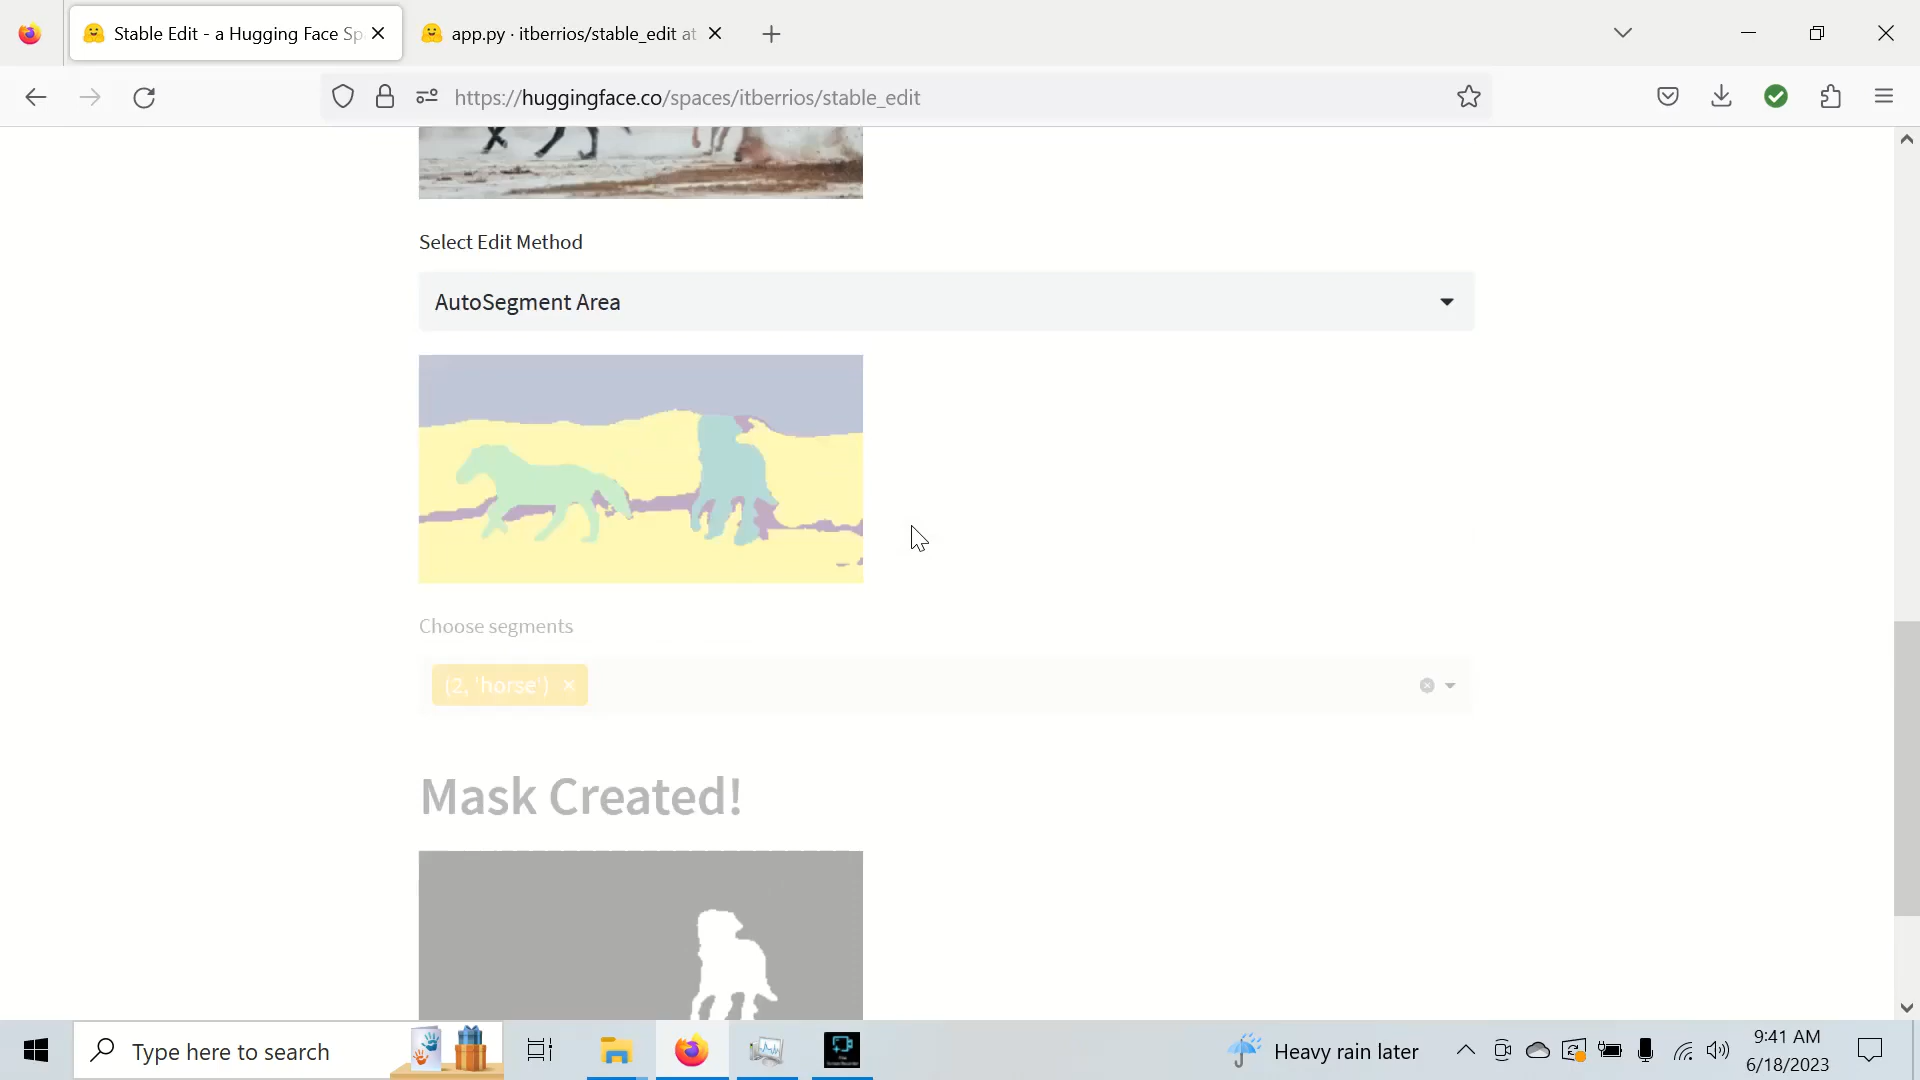 Stable Edit - a Hugging Face Sp
app.py · itberrios/stable_edit at
https://huggingface.co/spaces/itberrios/stable_edit
Select Edit Method
AutoSegment Area
Choose segments
(2, 'horse') ×
Mask Created!
Type here to search
Heavy rain later
9:41 AM
6/18/2023